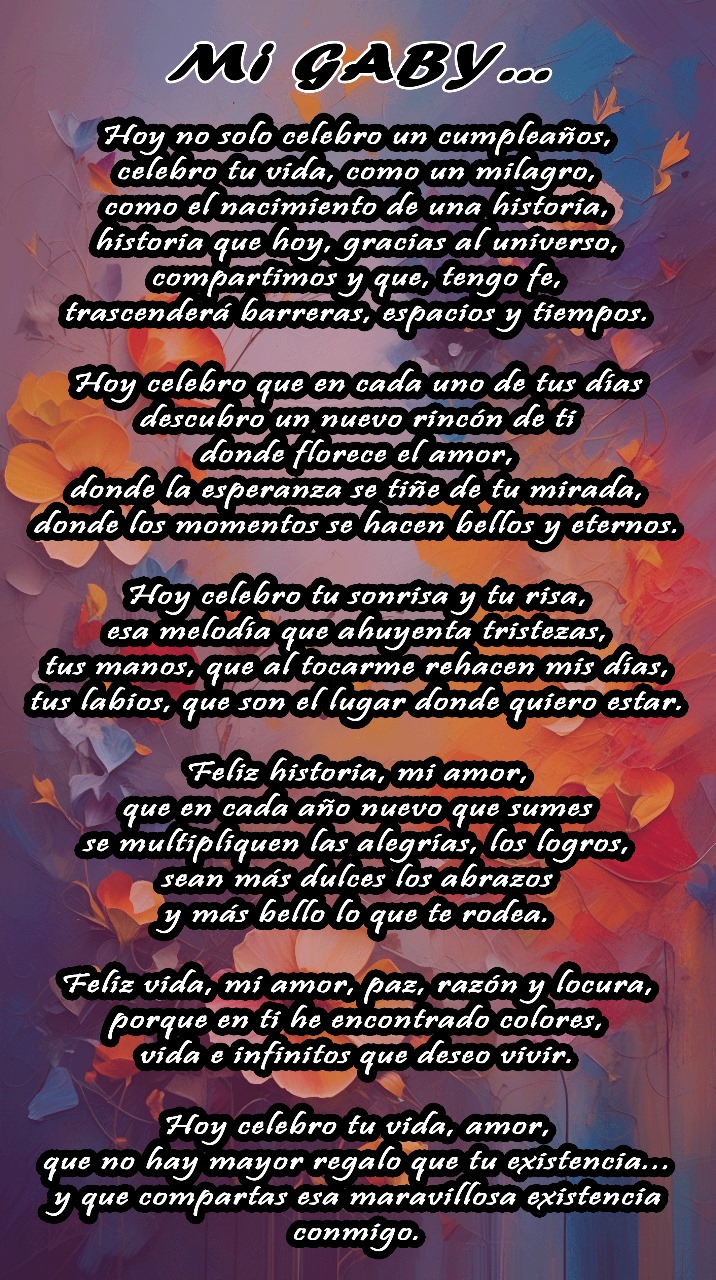 Mi GABY...
Hoy no solo celebro un cumpleaños,
celebro tu vida, como un milagro,
como el nacimiento de una historia,
historia que hoy, gracias al universo,
compartimos y que, tengo fe,
trascenderá barreras, espacios y tiempos.
Hoy celebro que en cada uno de tus días
descubro un nuevo rincón de ti
donde florece el amor,
donde la esperanza se tiñe de tu mirada,
donde los momentos se hacen bellos y eternos.
Hoy celebro tu sonrisa y tu risa,
esa melodía que ahuyenta tristezas,
tus manos, que al tocarme rehacen mis días,
tus labios, que son el lugar donde quiero estar.
Feliz historia, mi amor,
que en cada año nuevo que sumes
se multipliquen las alegrías, los logros,
sean más dulces los abrazos
y más bello lo que te rodea.
Feliz vida, mi amor, paz, razón y locura,
porque en ti he encontrado colores,
vida e infinitos que deseo vivir.
Hoy celebro tu vida, amor,
que no hay mayor regalo que tu existencia...
y que compartas esa maravillosa existencia
conmigo.